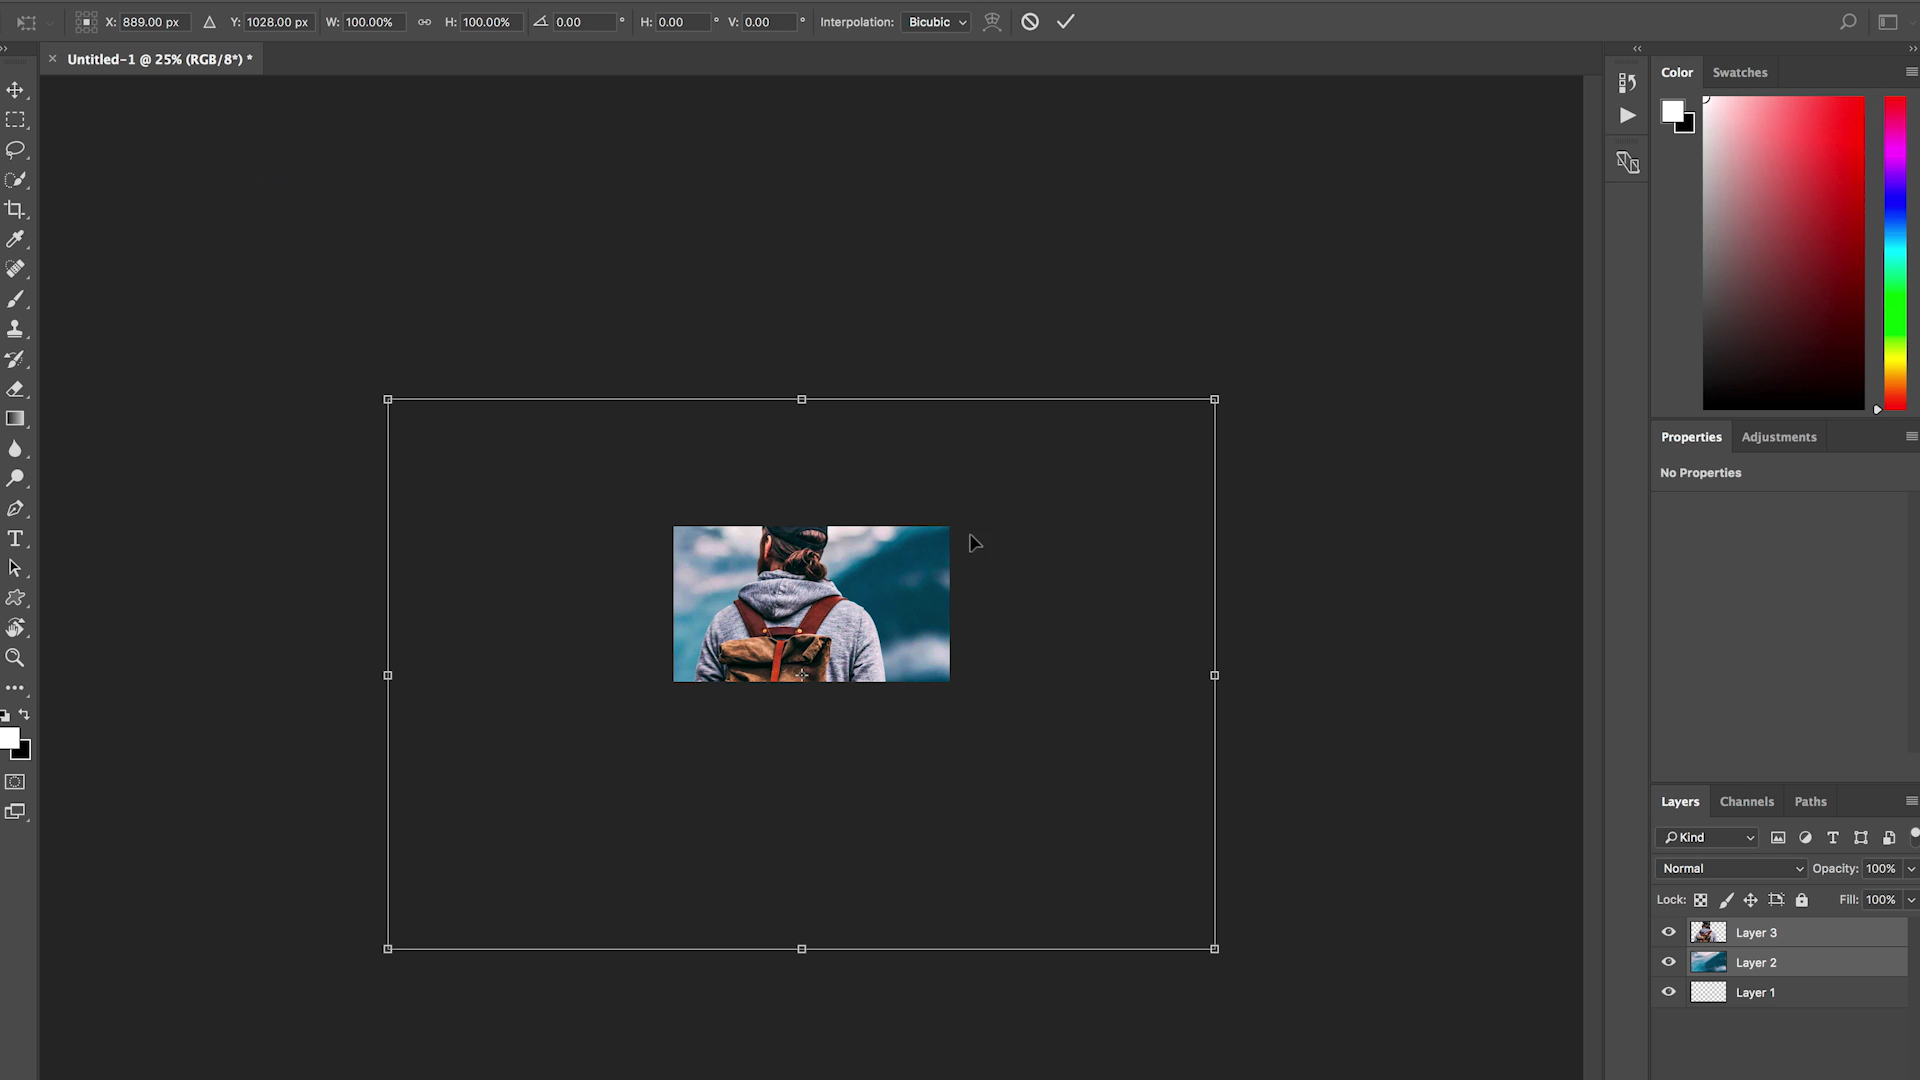 X: 889.00 px Y: 1028.00 px W: 100.00% H: 100.00% 0.00 ° H: 0.00 ° V: 0.00 ° Interpolation: Bicubic
× Untitled-1 @ 25% (RGB/8*) *
Color Swatches
Properties Adjustments
No Properties
Layers Channels Paths
Kind
Normal Opacity: 100%
Lock: Fill: 100%
Layer 3
Layer 2
Layer 1